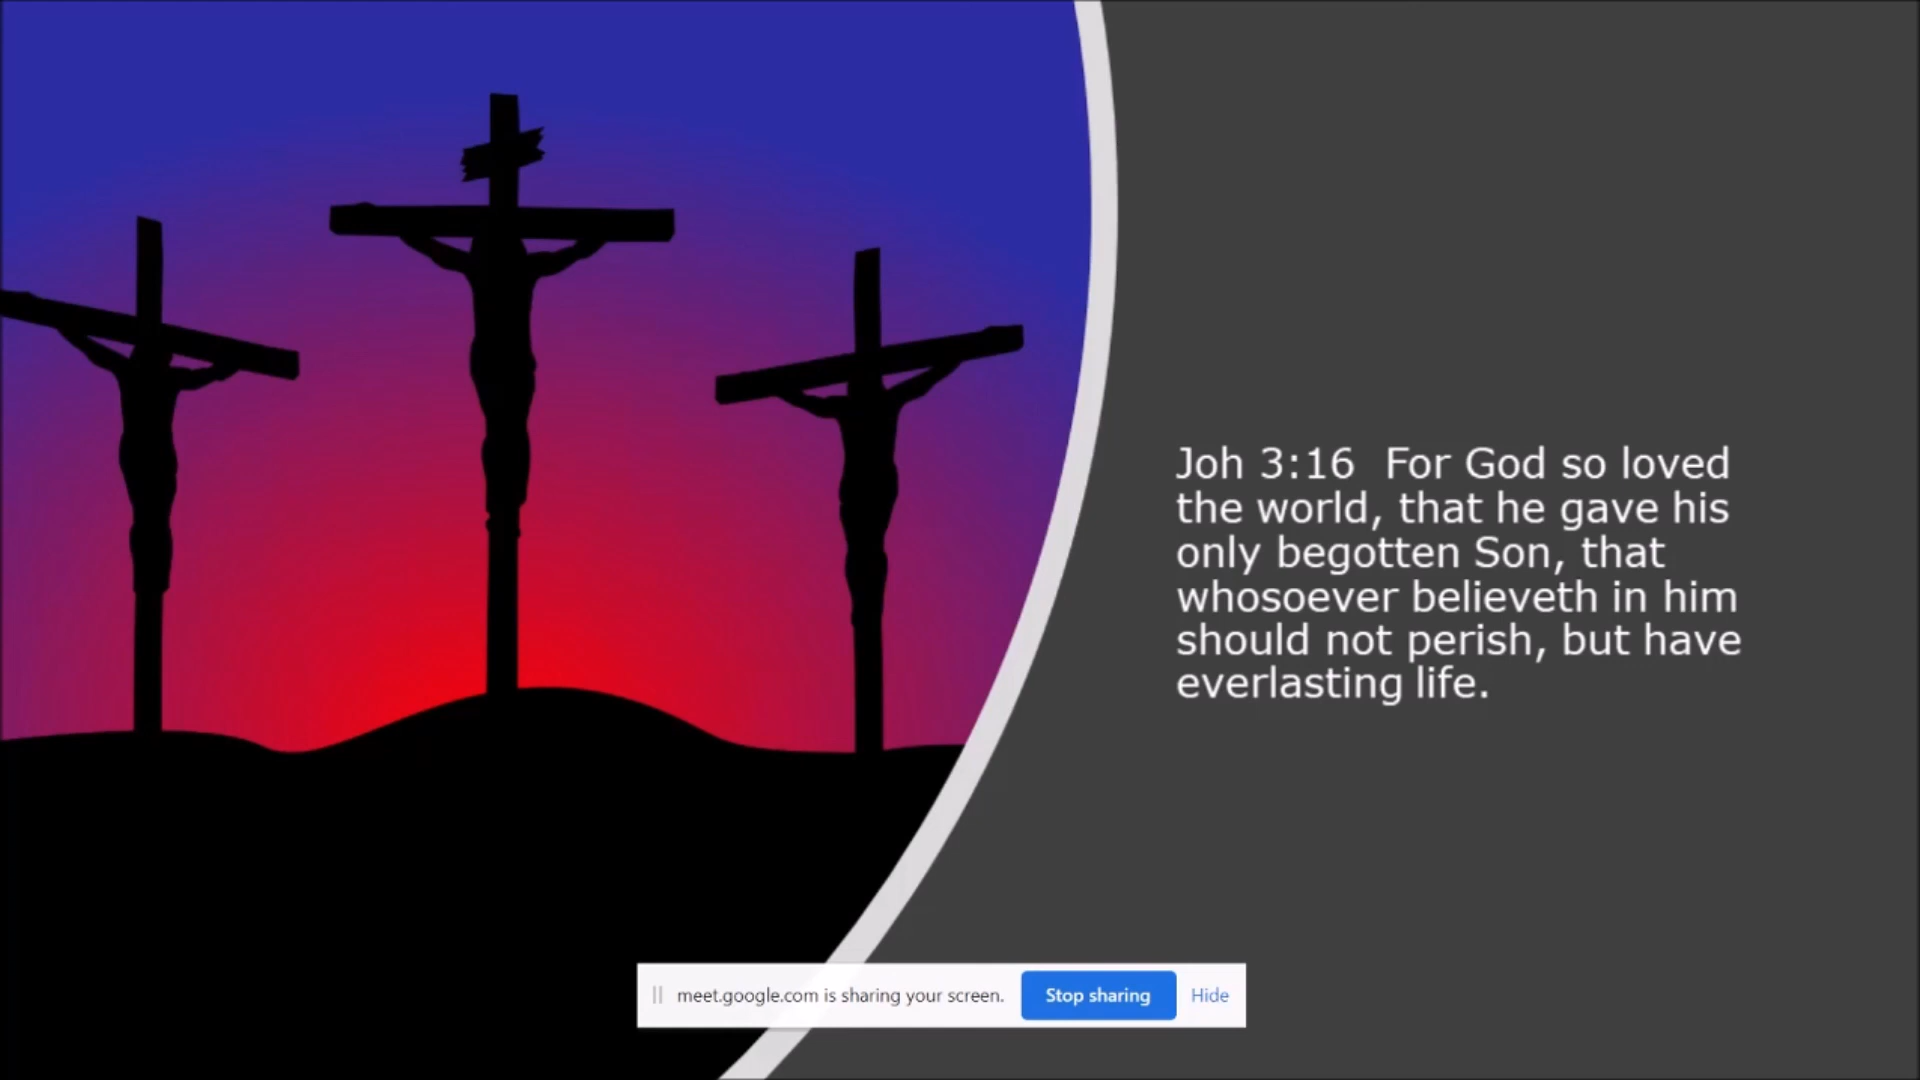 Joh 3:16  For God so loved
the world, that he gave his
only begotten Son, that
whosoever believeth in him
should not perish, but have
everlasting life.
meet.google.com is sharing your screen. Stop sharing Hide